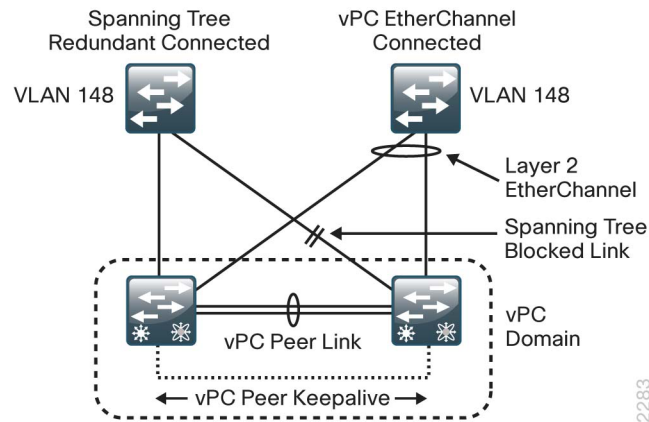 Spanning Tree
Redundant Connected
vPC EtherChannel
Connected
VLAN 148
VLAN 148
Layer 2
EtherChannel
Spanning Tree
Blocked Link
vPC Peer Link
vPC
Domain
vPC Peer Keepalive
2283